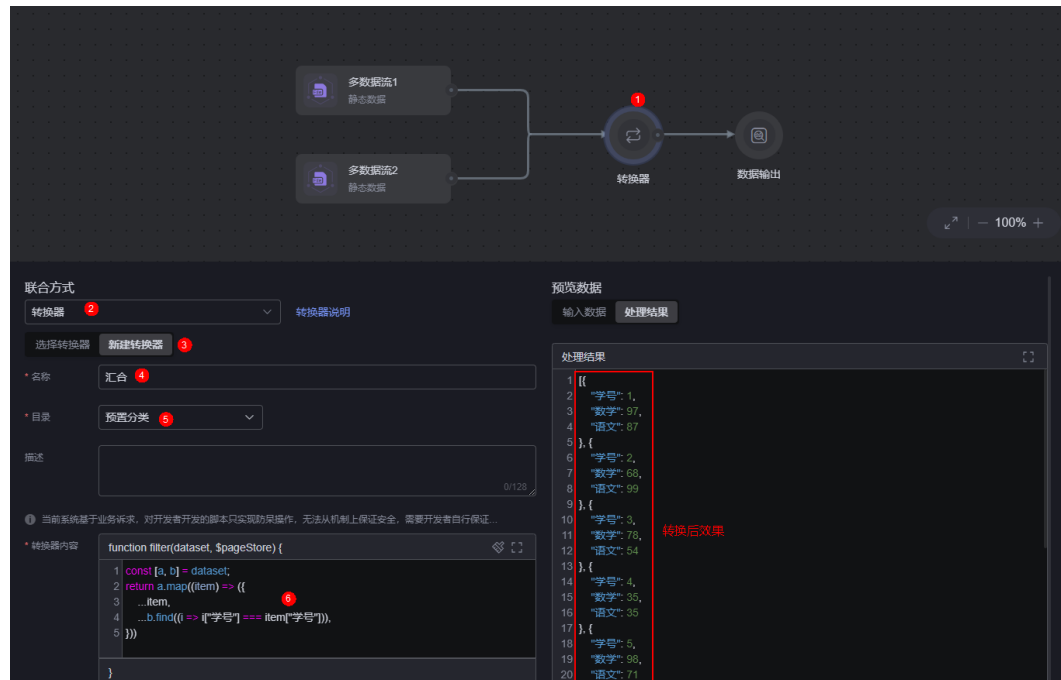 多数据流1
静态数据
1
多数据流2
静态数据
转换器
数据输出
100%
联合方式
转换器 2
转换器说明
选择转换器 新建转换器 3
* 名称 汇合 4
* 目录 预置分类 5
描述
0/128
当前系统基于业务诉求，对开发者开发的脚本只实现防呆操作，无法从机制上保证安全，需要开发者自行保证...
* 转换器内容
function filter(dataset, $pageStore) {
1 const [a, b] = dataset;
2 return a.map((item) => ({
3 ...item,
6
4 ...b.find((i => i["学号"] === item["学号"])),
5 }))
}
预览数据
输入数据 处理结果
处理结果
1 [{
2 "学号": 1,
3 "数学": 97,
4 "语文": 87
5 }, {
6 "学号": 2,
7 "数学": 68,
8 "语文": 99
9 }, {
10 "学号": 3,
11 "数学": 78,
12 "语文": 54
13 }, {
14 "学号": 4,
15 "数学": 35,
16 "语文": 35
17 }, {
18 "学号": 5,
19 "数学": 98,
20 "语文": 71
转换后效果